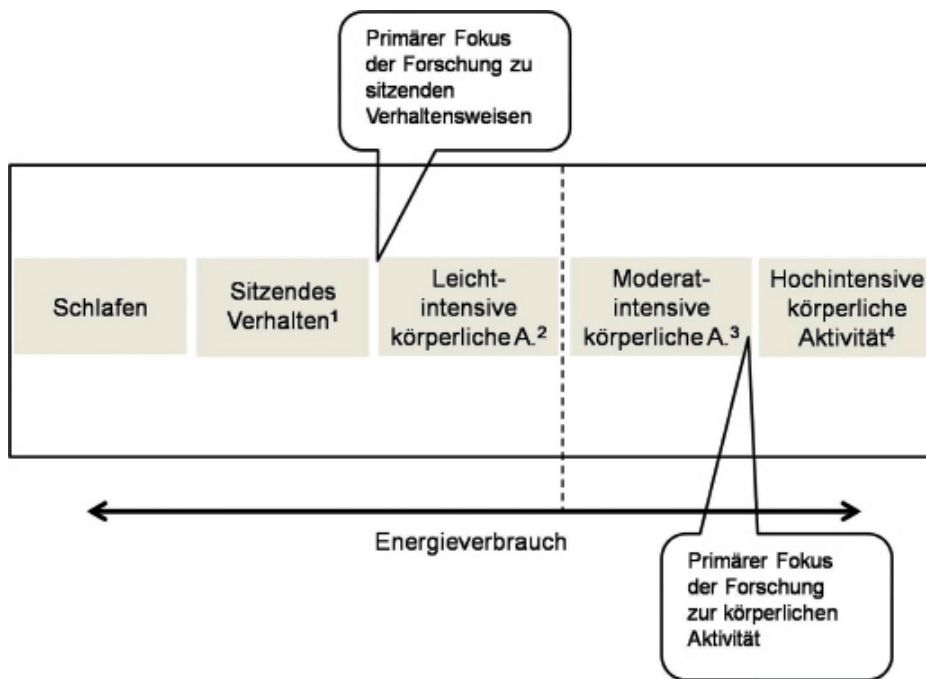 Primärer Fokus
der Forschung zu
sitzenden
Verhaltensweisen
Schlafen
Sitzendes
Verhalten¹
Leicht-
intensive
körperliche A.²
Moderat-
intensive
körperliche A.³
Hochintensive
körperliche
Aktivität⁴
Energieverbrauch
Primärer Fokus
der Forschung
zur körperlichen
Aktivität